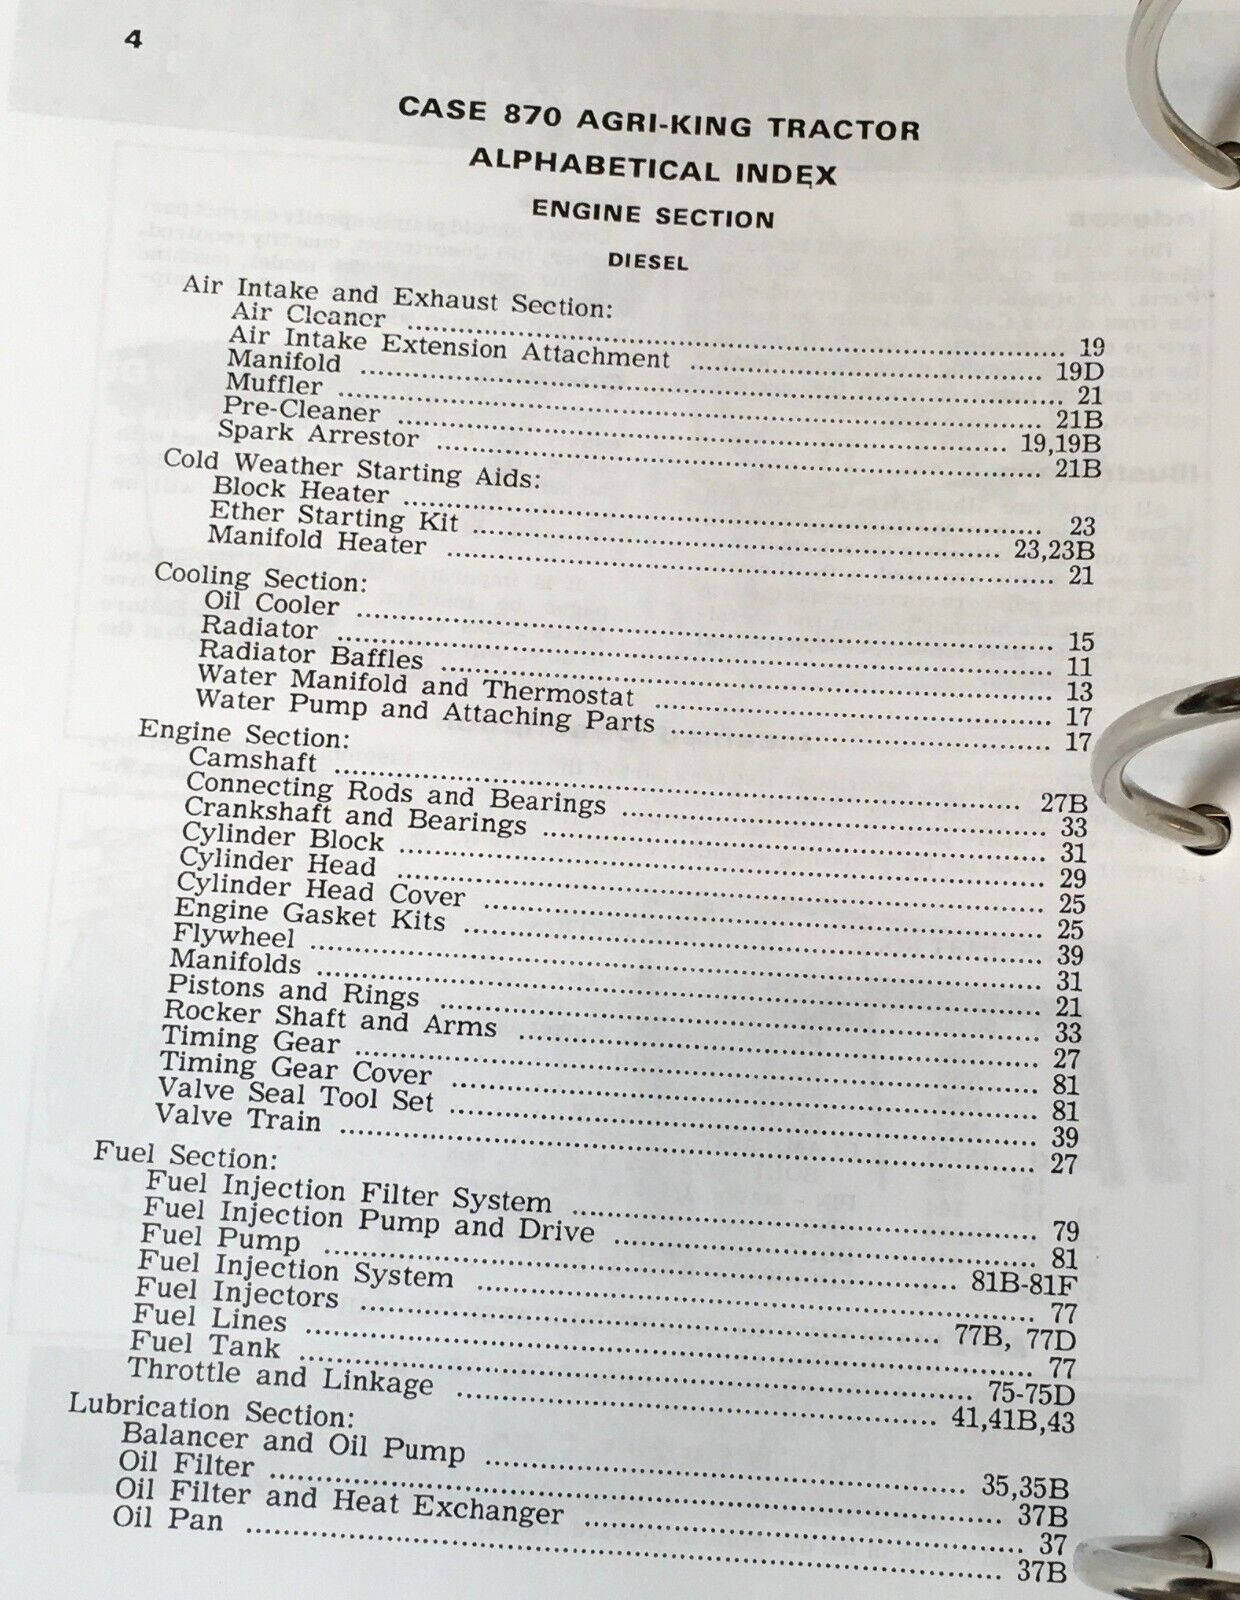 4
CASE 870 AGRI-KING TRACTOR
ALPHABETICAL INDEX
ENGINE SECTION
DIESEL
Air Intake and Exhaust Section:
Air Cleaner ........ 19
Air Intake Extension Attachment ........ 19D
Manifold ........ 21
Muffler ........ 21B
Pre-Cleaner ........ 19,19B
Spark Arrestor ........ 21B
Cold Weather Starting Aids:
Block Heater ........ 23
Ether Starting Kit ........ 23,23B
Manifold Heater ........ 21
Cooling Section:
Oil Cooler ........ 15
Radiator ........ 11
Radiator Baffles ........ 13
Water Manifold and Thermostat ........ 17
Water Pump and Attaching Parts ........ 17
Engine Section:
Camshaft ........ 27B
Connecting Rods and Bearings ........ 33
Crankshaft and Bearings ........ 31
Cylinder Block ........ 29
Cylinder Head ........ 25
Cylinder Head Cover ........ 25
Engine Gasket Kits ........ 39
Flywheel ........ 31
Manifolds ........ 21
Pistons and Rings ........ 33
Rocker Shaft and Arms ........ 27
Timing Gear ........ 81
Timing Gear Cover ........ 81
Valve Seal Tool Set ........ 39
Valve Train ........ 27
Fuel Section:
Fuel Injection Filter System ........ 79
Fuel Injection Pump and Drive ........ 81
Fuel Pump ........ 81B-81F
Fuel Injection System ........ 77
Fuel Injectors ........ 77B, 77D
Fuel Lines ........ 77
Fuel Tank ........ 75-75D
Throttle and Linkage ........ 41,41B,43
Lubrication Section:
Balancer and Oil Pump ........ 35,35B
Oil Filter ........ 37B
Oil Filter and Heat Exchanger ........ 37
Oil Pan ........ 37B